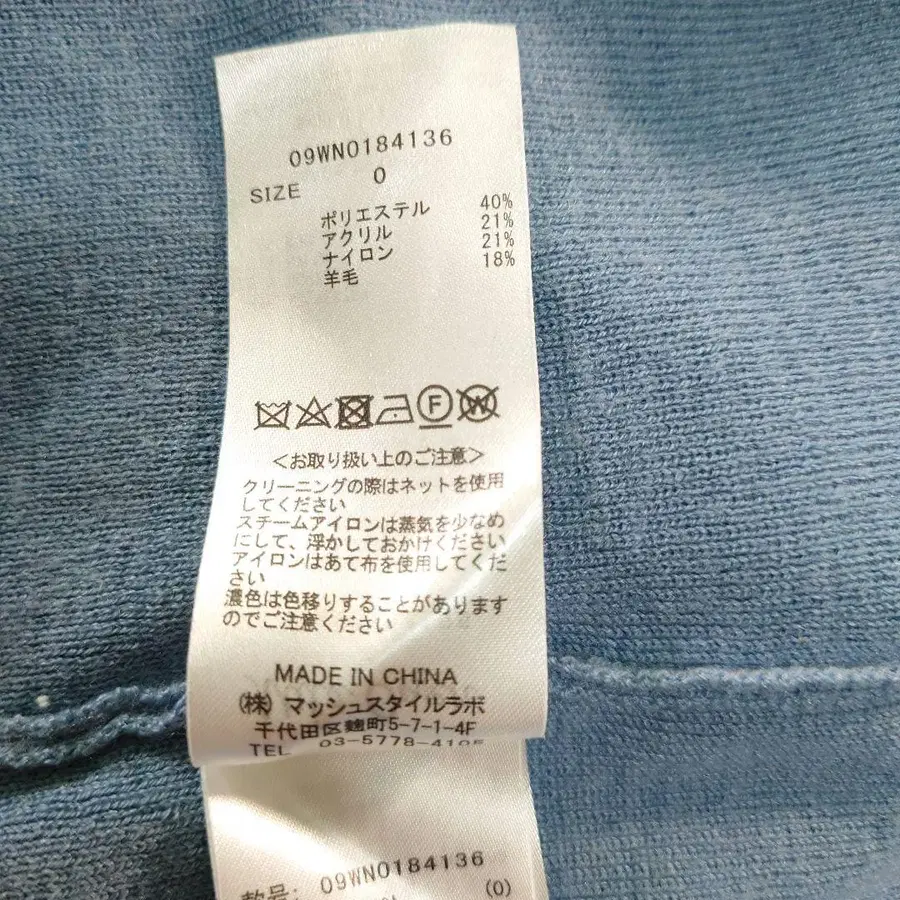 09WN0184136
SIZE 0
ポリエステル 40%
アクリル 21%
ナイロン 21%
羊毛 18%
F W
<お取り扱い上のご注意>
クリーニングの際はネットを使用
してください
スチームアイロンは蒸気を少なめ
にして、浮かしておかけください
アイロンはあて布を使用してくだ
さい
濃色は色移りすることがあります
のでご注意ください
MADE IN CHINA
(株) マッシュスタイルラボ
千代田区麹町5-7-1-4F
TEL 03-5778-4105
款号: 09WN0184136
(0)